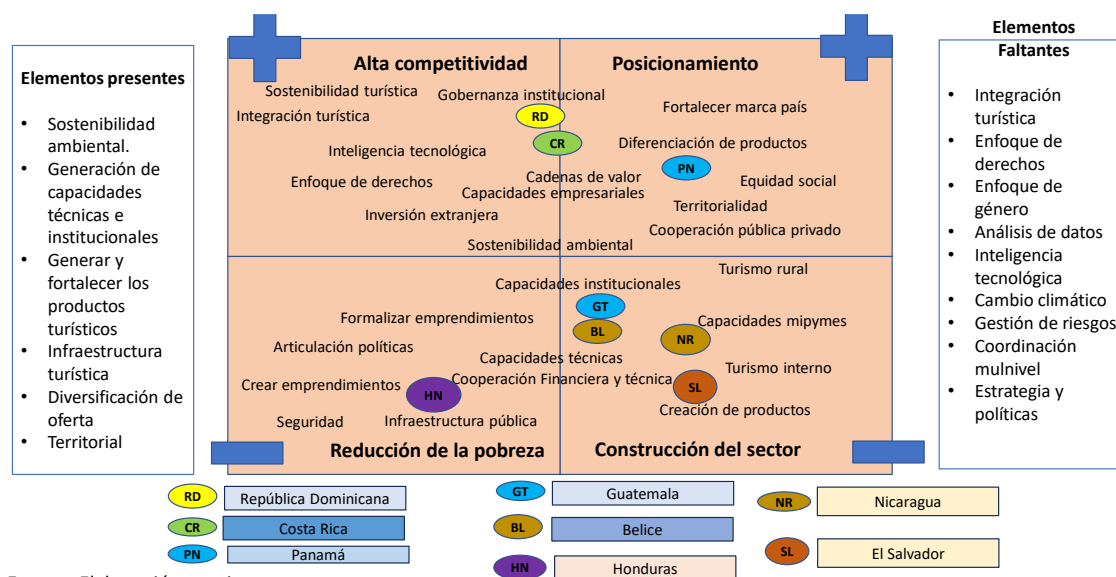 Elementos presentes
• Sostenibilidad
ambiental.
• Generación de
capacidades
técnicas e
institucionales
• Generar y
fortalecer los
productos
turísticos
• Infraestructura
turística
• Diversificación de
oferta
• Territorial
Alta competitividad
Sostenibilidad turística
Gobernanza institucional
Integración turística
RD
CR
Inteligencia tecnológica
Enfoque de derechos
Cadenas de valor
Capacidades empresariales
Inversión extranjera
Sostenibilidad ambiental
Posicionamiento
Fortalecer marca país
Diferenciación de productos
PN
Equidad social
Territorialidad
Cooperación pública privado
Capacidades institucionales
Formalizar emprendimientos
Articulación políticas
Capacidades técnicas
Crear emprendimientos
Cooperación Financiera y técnica
HN
Seguridad
Infraestructura pública
Reducción de la pobreza
Turismo rural
GT
BL
Capacidades mipymes
NR
Turismo interno
SL
Creación de productos
Construcción del sector
Elementos
Faltantes
• Integración
turística
• Enfoque de
derechos
• Enfoque de
género
• Análisis de datos
• Inteligencia
tecnológica
• Cambio climático
• Gestión de riesgos
• Coordinación
mulnivel
• Estrategia y
políticas
RD República Dominicana
CR Costa Rica
PN Panamá
GT Guatemala
BL Belice
HN Honduras
NR Nicaragua
SL El Salvador